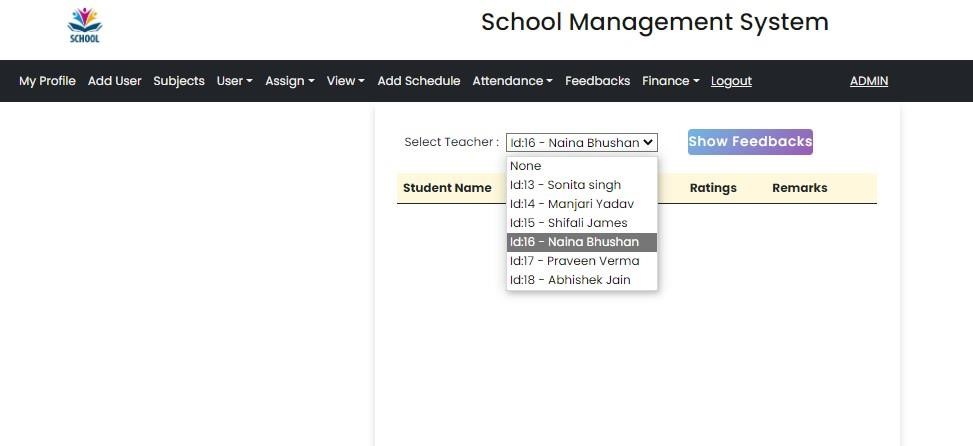 SCHOOL
School Management System
My Profile Add User Subjects User Assign View Add Schedule Attendance Feedbacks Finance Logout ADMIN
Select Teacher : Id:16 - Naina Bhushan Show Feedbacks
None
Student Name Ratings Remarks
Id:13 - Sonita singh
Id:14 - Manjari Yadav
Id:15 - Shifali James
Id:16 - Naina Bhushan
Id:17 - Praveen Verma
Id:18 - Abhishek Jain